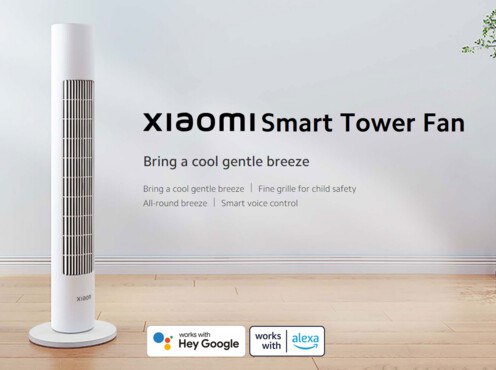 xiaomi Smart Tower Fan
Bring a cool gentle breeze
Bring a cool gentle breeze | Fine grille for child safety
All-round breeze | Smart voice control
xiaomi
works with
Hey Google
works with
alexa